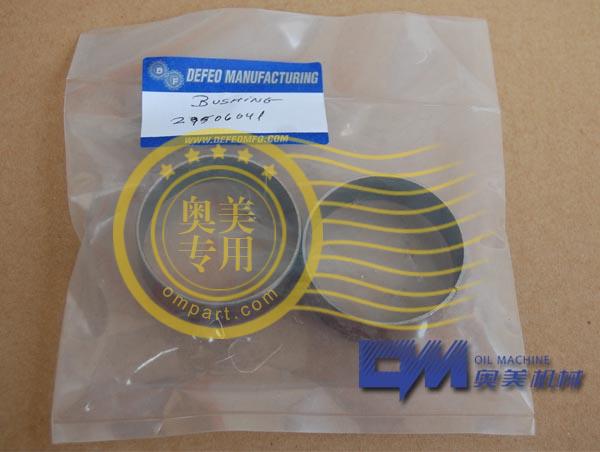 DEFEO MANUFACTURING
BUSHING
29506041
WWW.DEFEOMFG.COM
奥美
专用
ompart.com
OIL MACHINE
OM 奥美机械